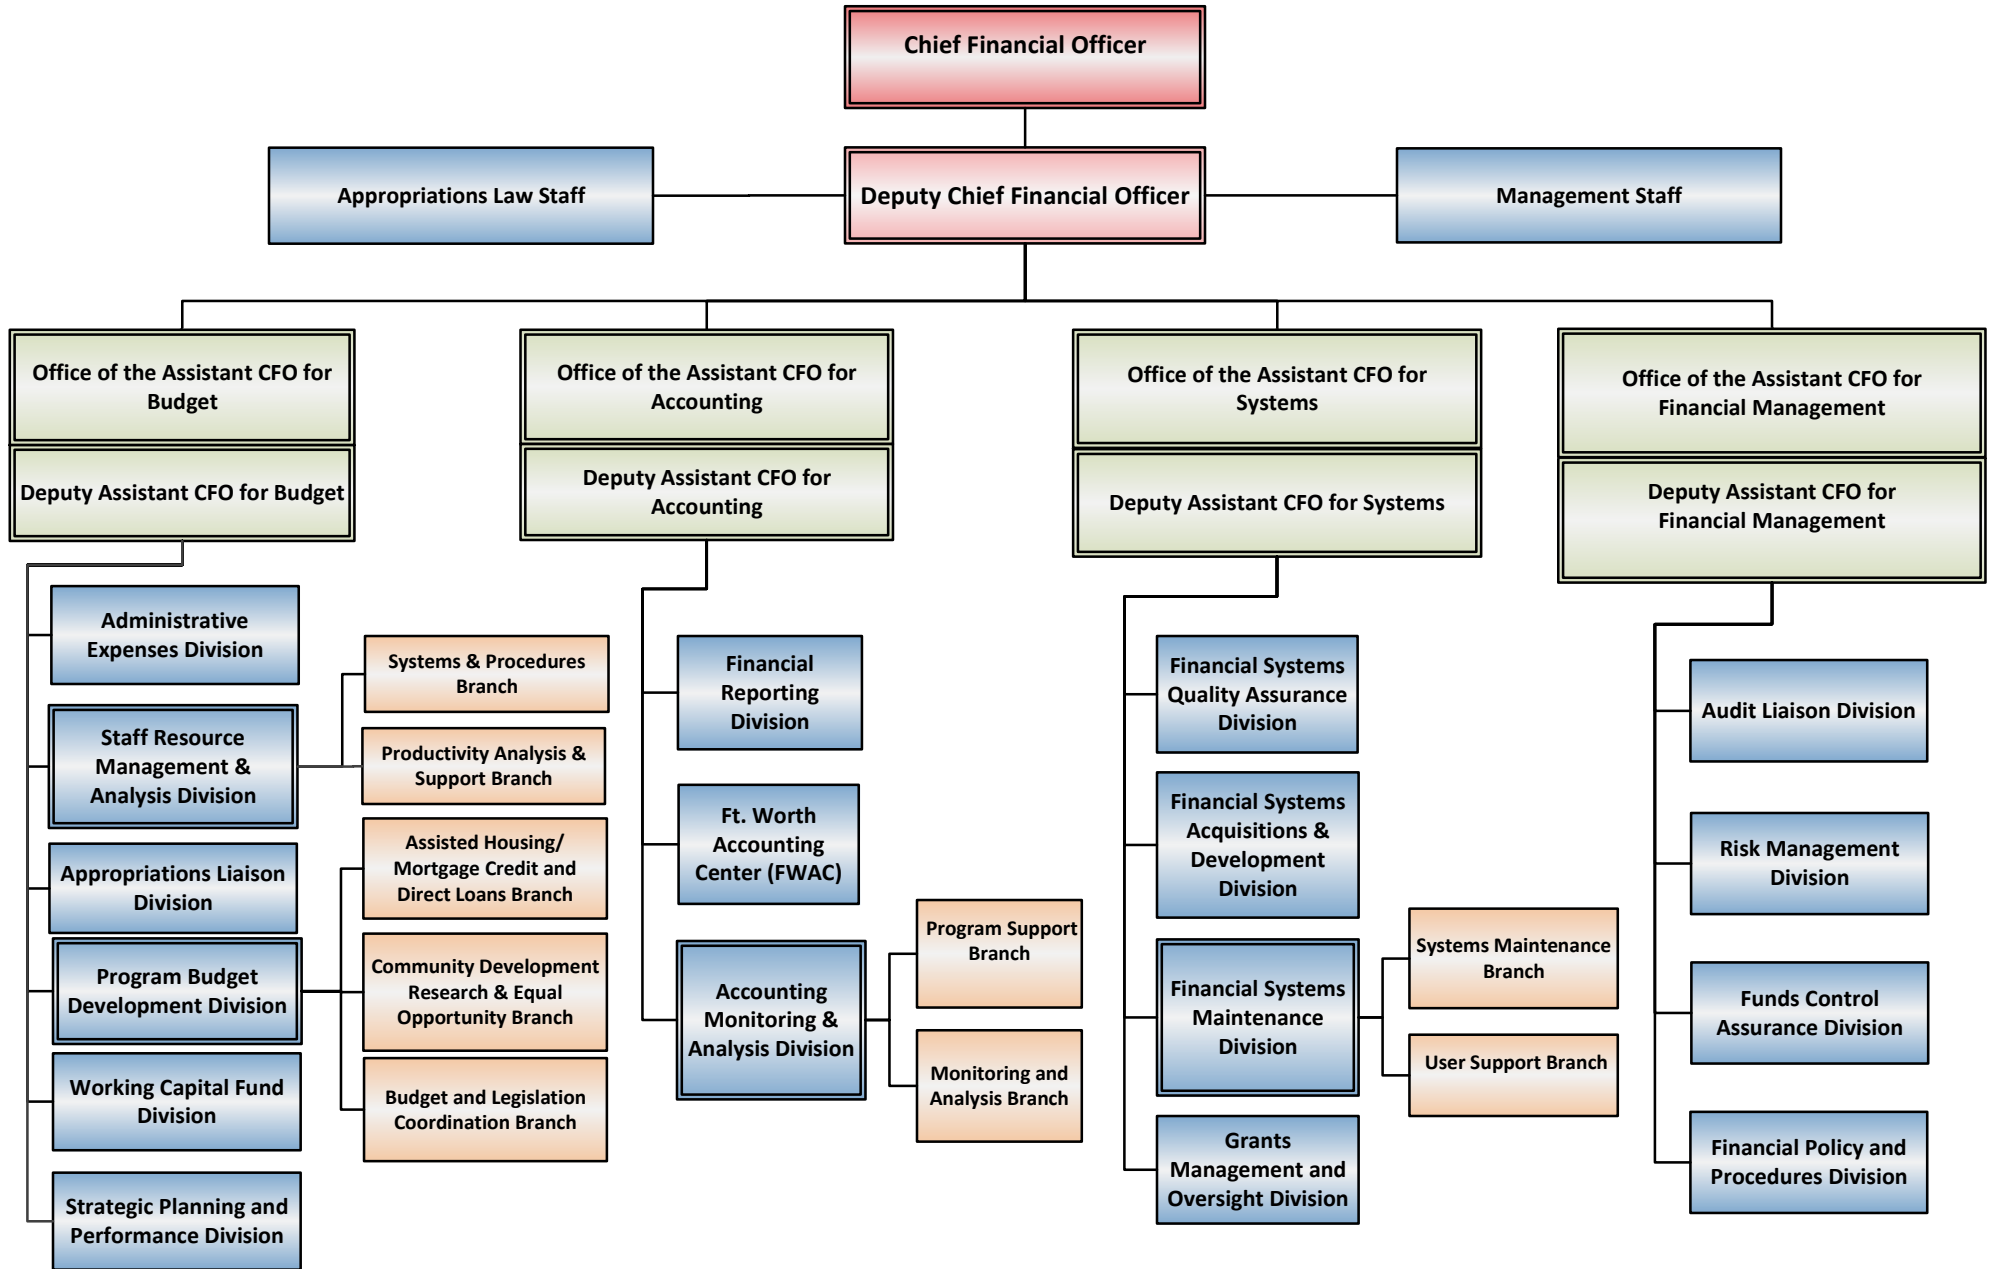 Chief Financial Officer
Appropriations Law Staff
Deputy Chief Financial Officer
Management Staff
Office of the Assistant CFO for
Budget
Deputy Assistant CFO for Budget
Office of the Assistant CFO for
Accounting
Deputy Assistant CFO for
Accounting
Office of the Assistant CFO for
Systems
Deputy Assistant CFO for Systems
Office of the Assistant CFO for
Financial Management
Deputy Assistant CFO for
Financial Management
Administrative
Expenses Division
Staff Resource
Management &
Analysis Division
Systems & Procedures
Branch
Productivity Analysis &
Support Branch
Appropriations Liaison
Division
Program Budget
Development Division
Assisted Housing/
Mortgage Credit and
Direct Loans Branch
Community Development
Research & Equal
Opportunity Branch
Budget and Legislation
Coordination Branch
Working Capital Fund
Division
Strategic Planning and
Performance Division
Financial
Reporting
Division
Ft. Worth
Accounting
Center (FWAC)
Accounting
Monitoring &
Analysis Division
Program Support
Branch
Monitoring and
Analysis Branch
Financial Systems
Quality Assurance
Division
Financial Systems
Acquisitions &
Development
Division
Financial Systems
Maintenance
Division
Systems Maintenance
Branch
User Support Branch
Grants
Management and
Oversight Division
Audit Liaison Division
Risk Management
Division
Funds Control
Assurance Division
Financial Policy and
Procedures Division